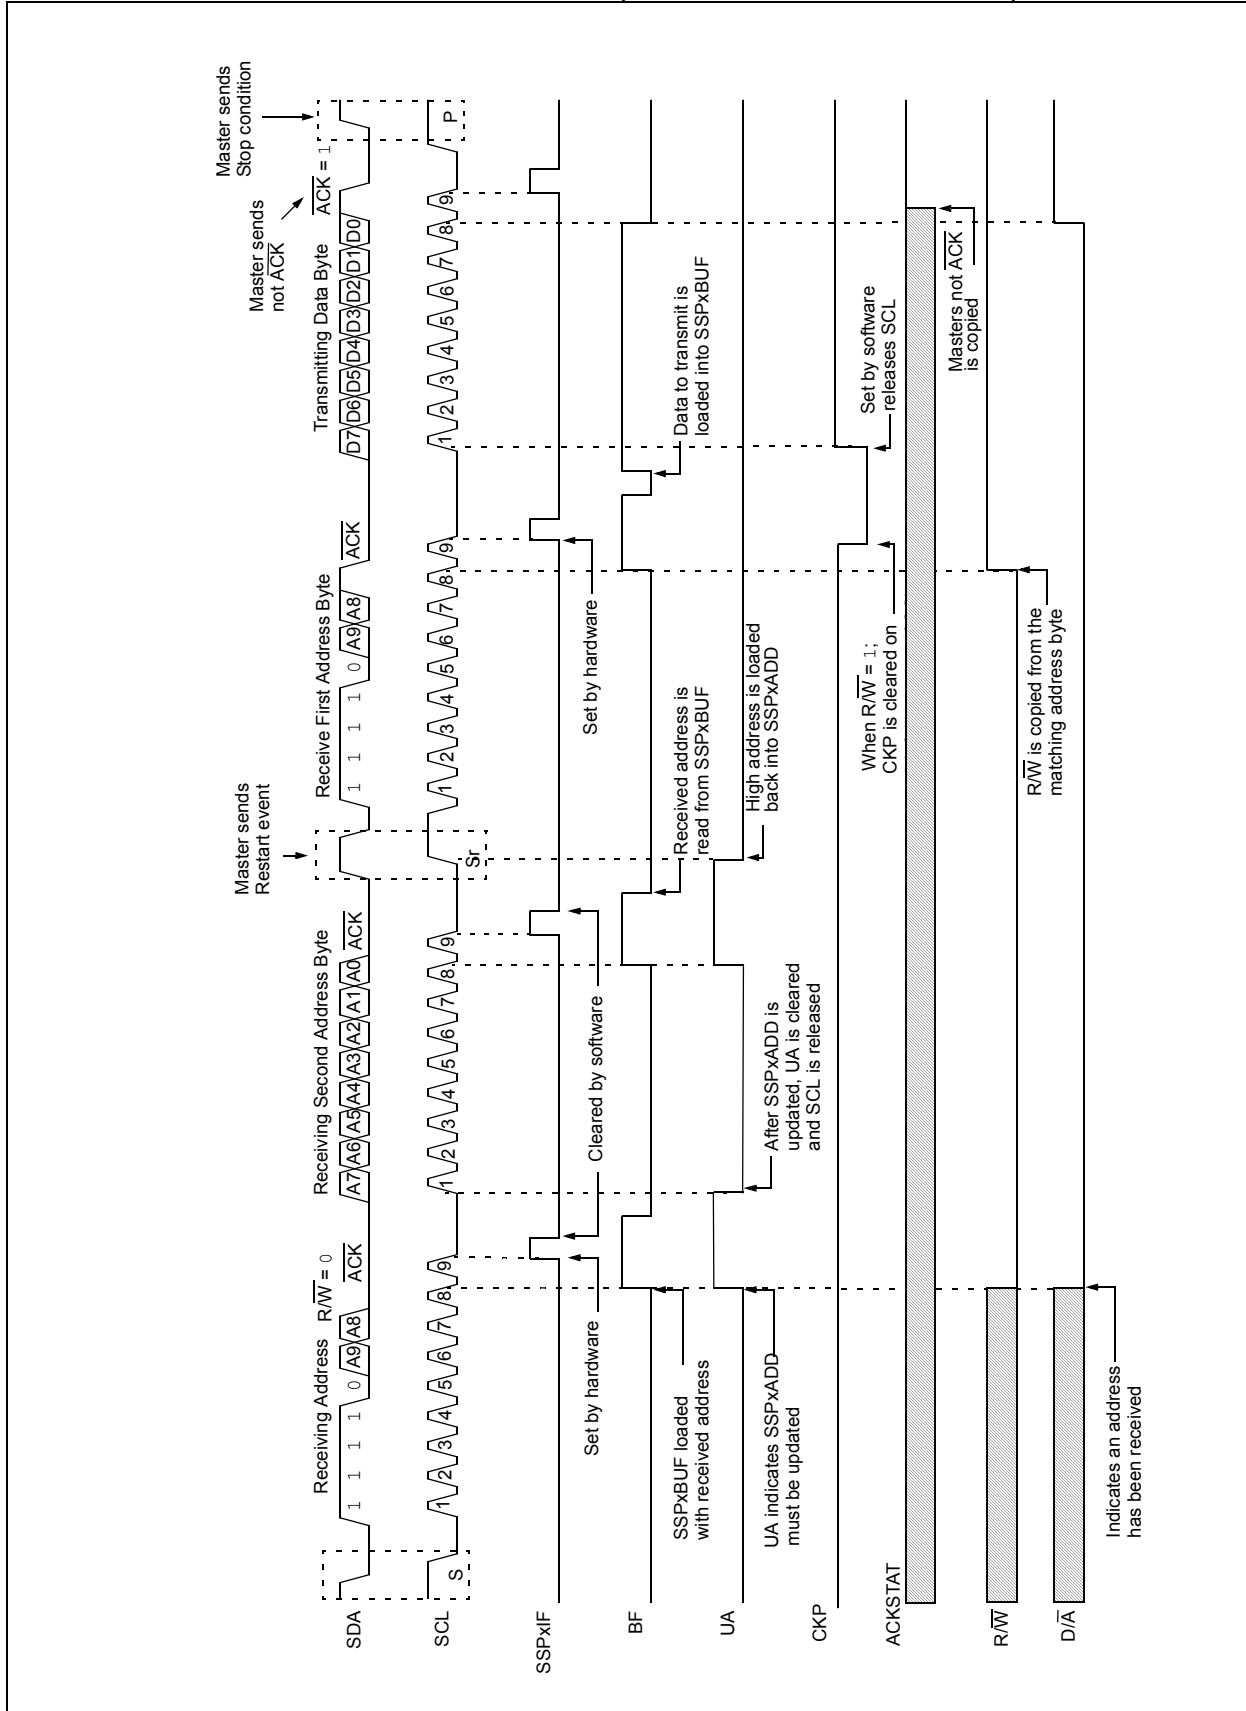 Master sends
Stop condition
Master sends
not ACK
Master sends
Restart event
Receiving Address
R/W = 0
Receiving Second Address Byte
Receive First Address Byte
Transmitting Data Byte
ACK = 1
SDA
1 1 1 1 0 A9 A8
ACK
A7 A6 A5 A4 A3 A2 A1 A0
ACK
1 1 1 1 0 A9 A8
ACK
D7 D6 D5 D4 D3 D2 D1 D0
SCL
S
1 2 3 4 5 6 7 8 9
1 2 3 4 5 6 7 8 9
Sr
1 2 3 4 5 6 7 8 9
1 2 3 4 5 6 7 8 9
P
SSPxIF
Set by hardware
Cleared by software
Set by hardware
BF
SSPxBUF loaded
with received address
Received address is
read from SSPxBUF
Data to transmit is
loaded into SSPxBUF
UA
UA indicates SSPxADD
must be updated
After SSPxADD is
updated, UA is cleared
and SCL is released
High address is loaded
back into SSPxADD
CKP
When R/W = 1;
CKP is cleared on
Set by software
releases SCL
ACKSTAT
Masters not ACK
is copied
R/W
R/W is copied from the
matching address byte
D/A
Indicates an address
has been received